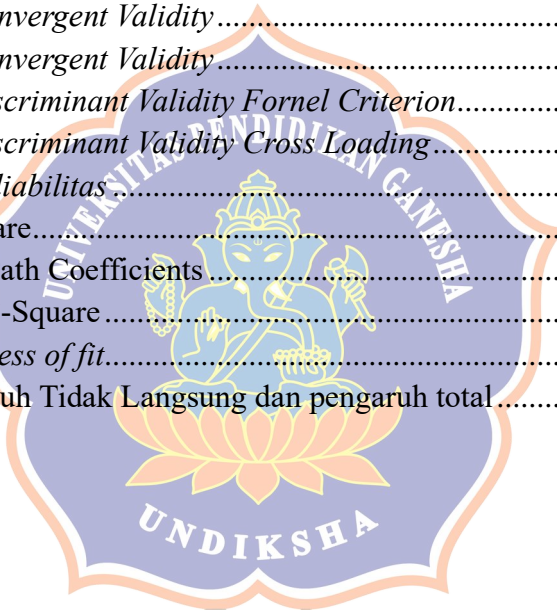 nvergent Validity.......................................
nvergent Validity.......................................
scriminant Validity Fornel Criterion............
scriminant Validity Cross Loading...............
liabilitas.......................................................
are.................................................................
ath Coefficients..........................................
-Square.........................................................
ess of fit.........................................................
uh Tidak Langsung dan pengaruh total.......
UNIVERSITAS PENDIDIKAN GANESHA
UNDIKSHA